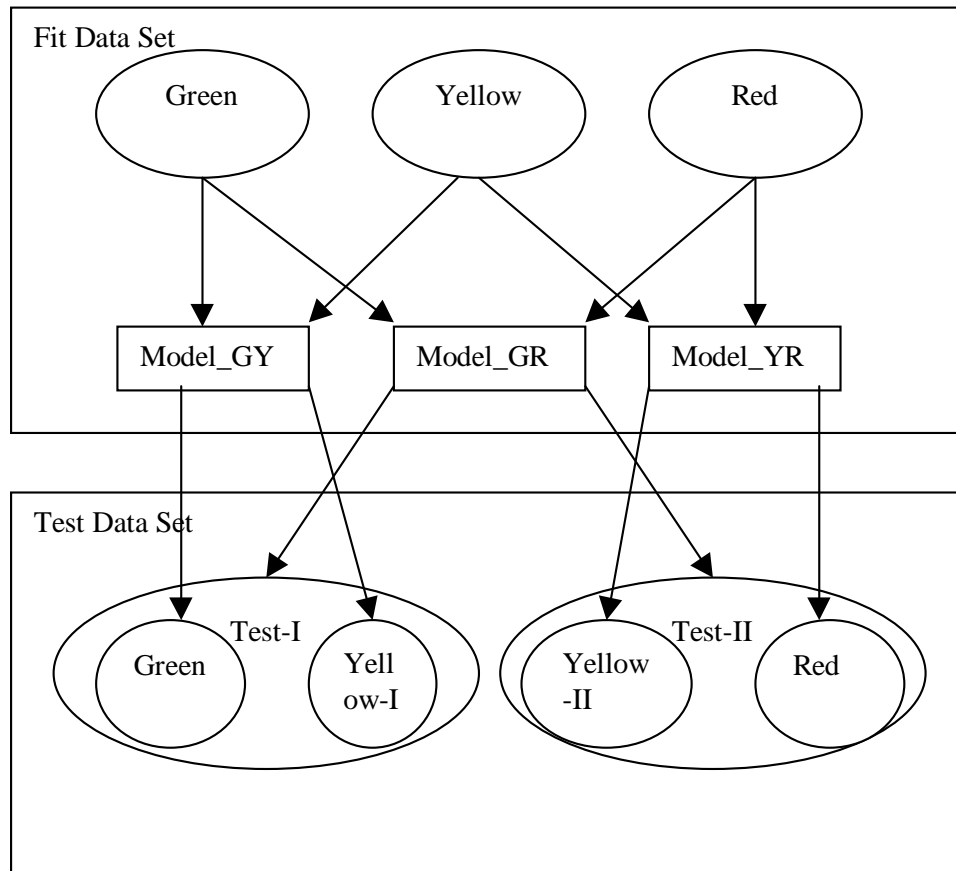 Fit Data Set
Green
Yellow
Red
Model_GY
Model_GR
Model_YR
Test Data Set
Test-I
Test-II
Green
Yell
ow-I
Yellow
-II
Red